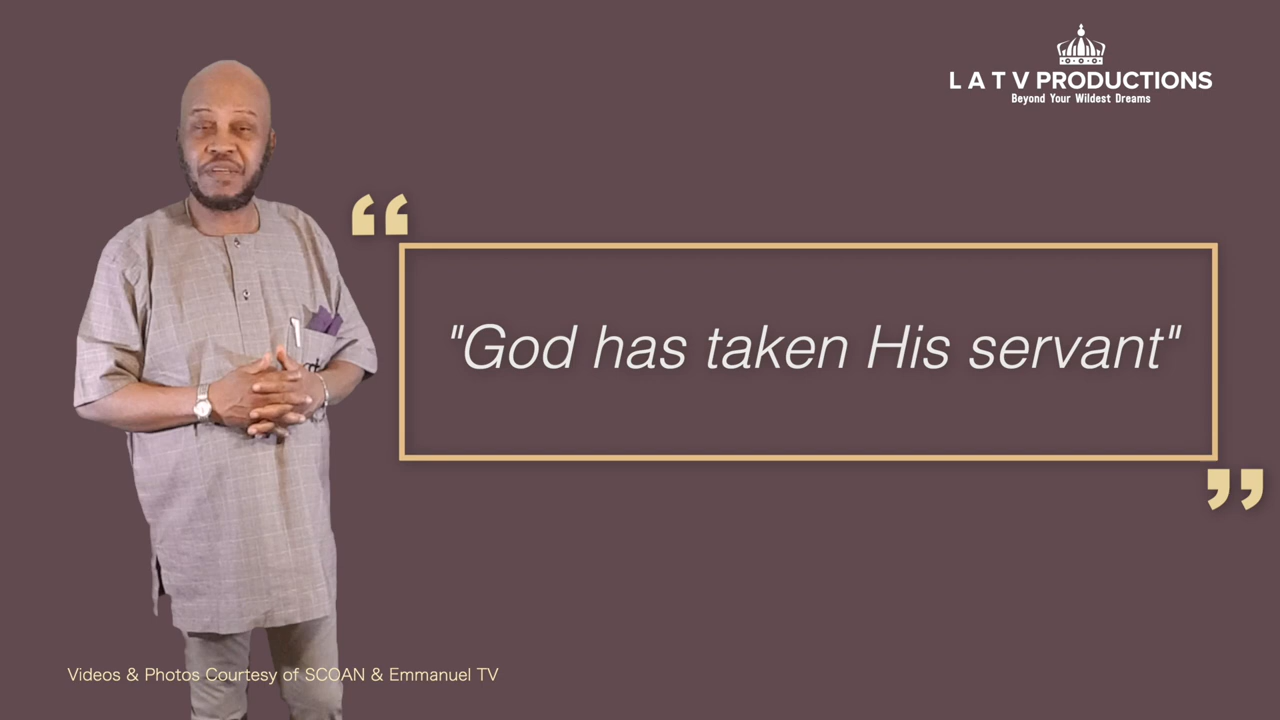 L A T V PRODUCTIONS
Beyond Your Wildest Dreams
“
"God has taken His servant"
”
Videos & Photos Courtesy of SCOAN & Emmanuel TV